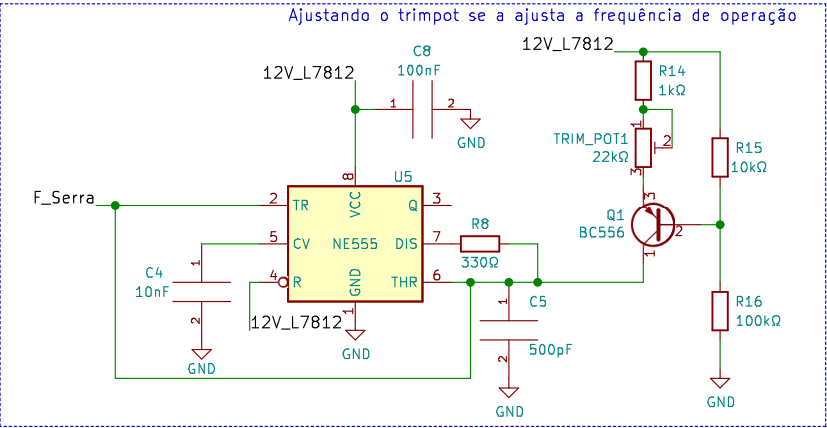 Ajustando o trimpot se a ajusta a frequência de operação
12V_L7812
C8
100nF
12V_L7812
1
2
GND
R14
1kΩ
TRIM_POT1
22kΩ
1
2
3
R15
10kΩ
F_Serra
U5
8
VCC
2
TR
Q
3
5
CV
NE555
DIS
7
4
R
GND
THR
6
1
R8
330Ω
Q1
BC556
3
2
1
C4
10nF
1
2
GND
12V_L7812
GND
C5
500pF
1
2
GND
R16
100kΩ
GND